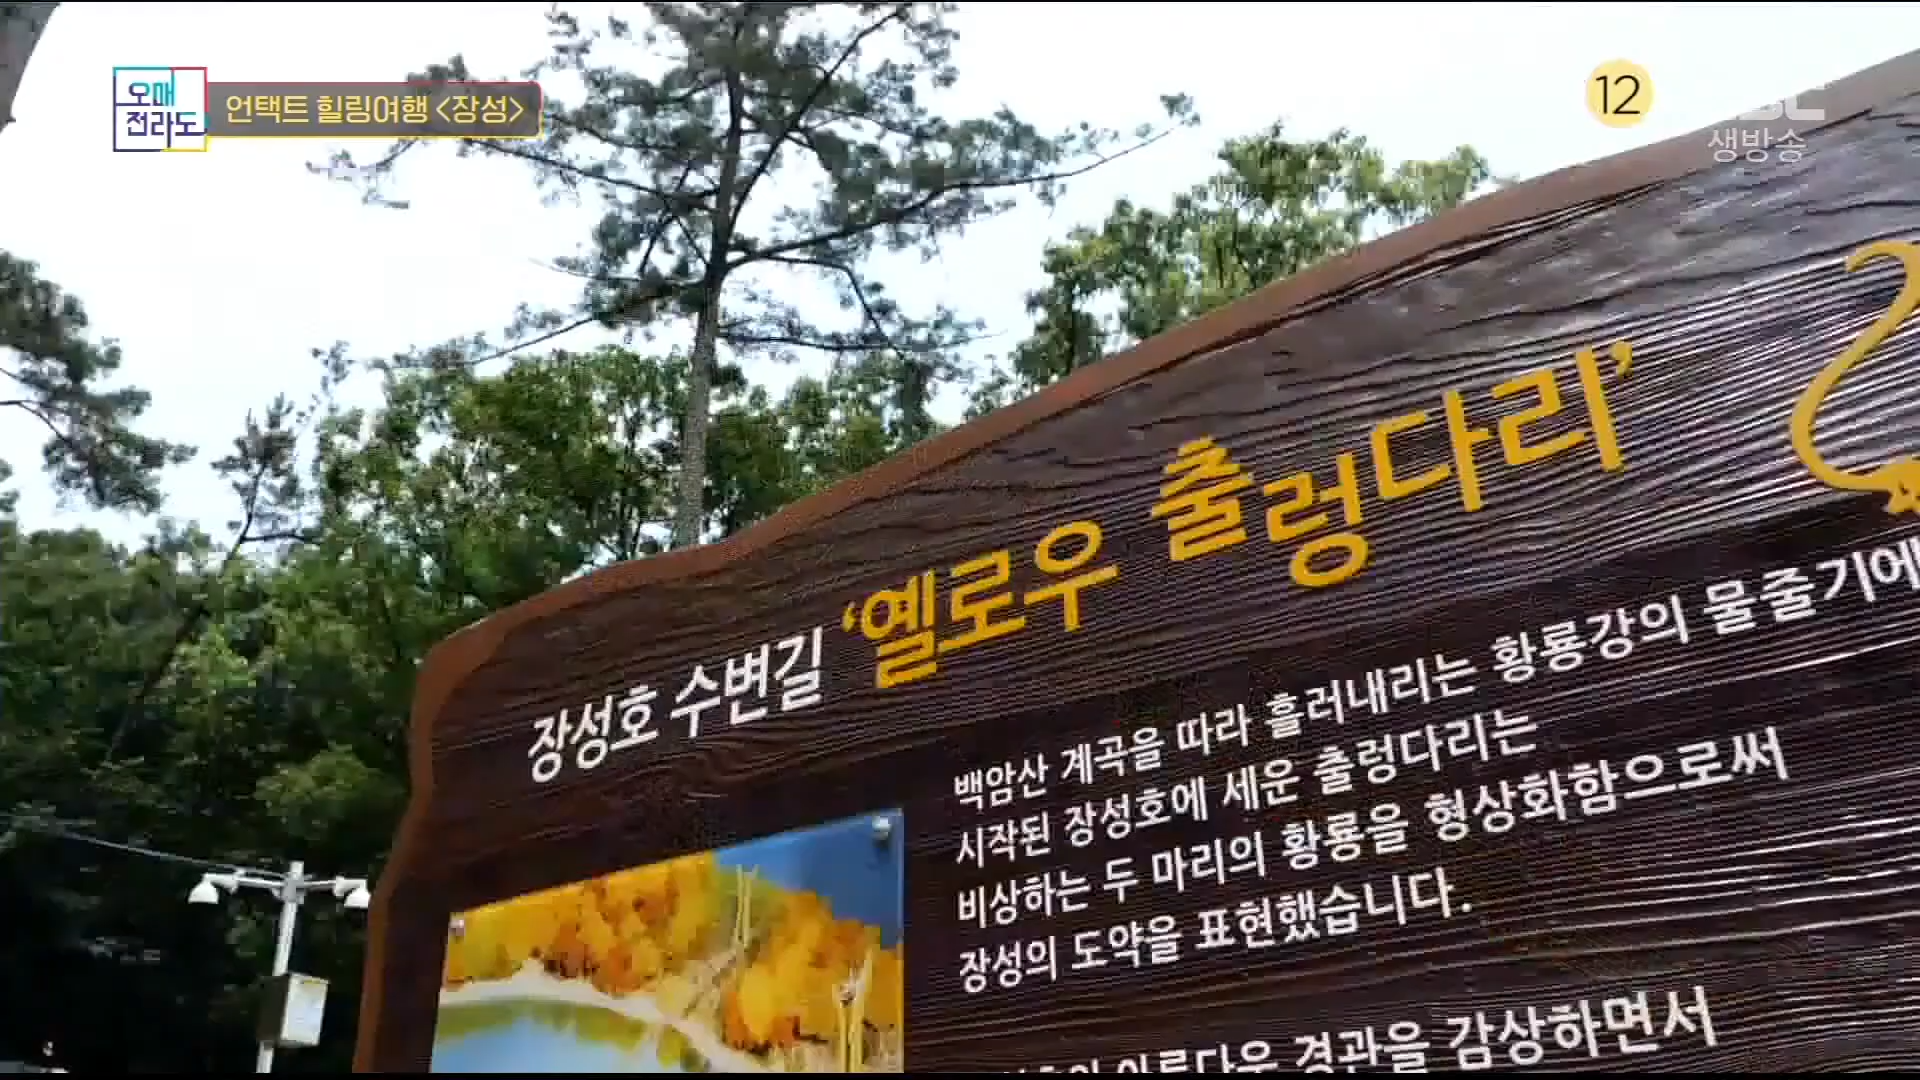 오매
전라도
언택트 힐링여행 <장성>
12
생방송
장성호 수변길 ‘옐로우 출렁다리’
백암산 계곡을 따라 흘러내리는 황룡강의 물줄기에
시작된 장성호에 세운 출렁다리는
비상하는 두 마리의 황룡을 형상화함으로써
장성의 도약을 표현했습니다.
아름다운 경관을 감상하면서